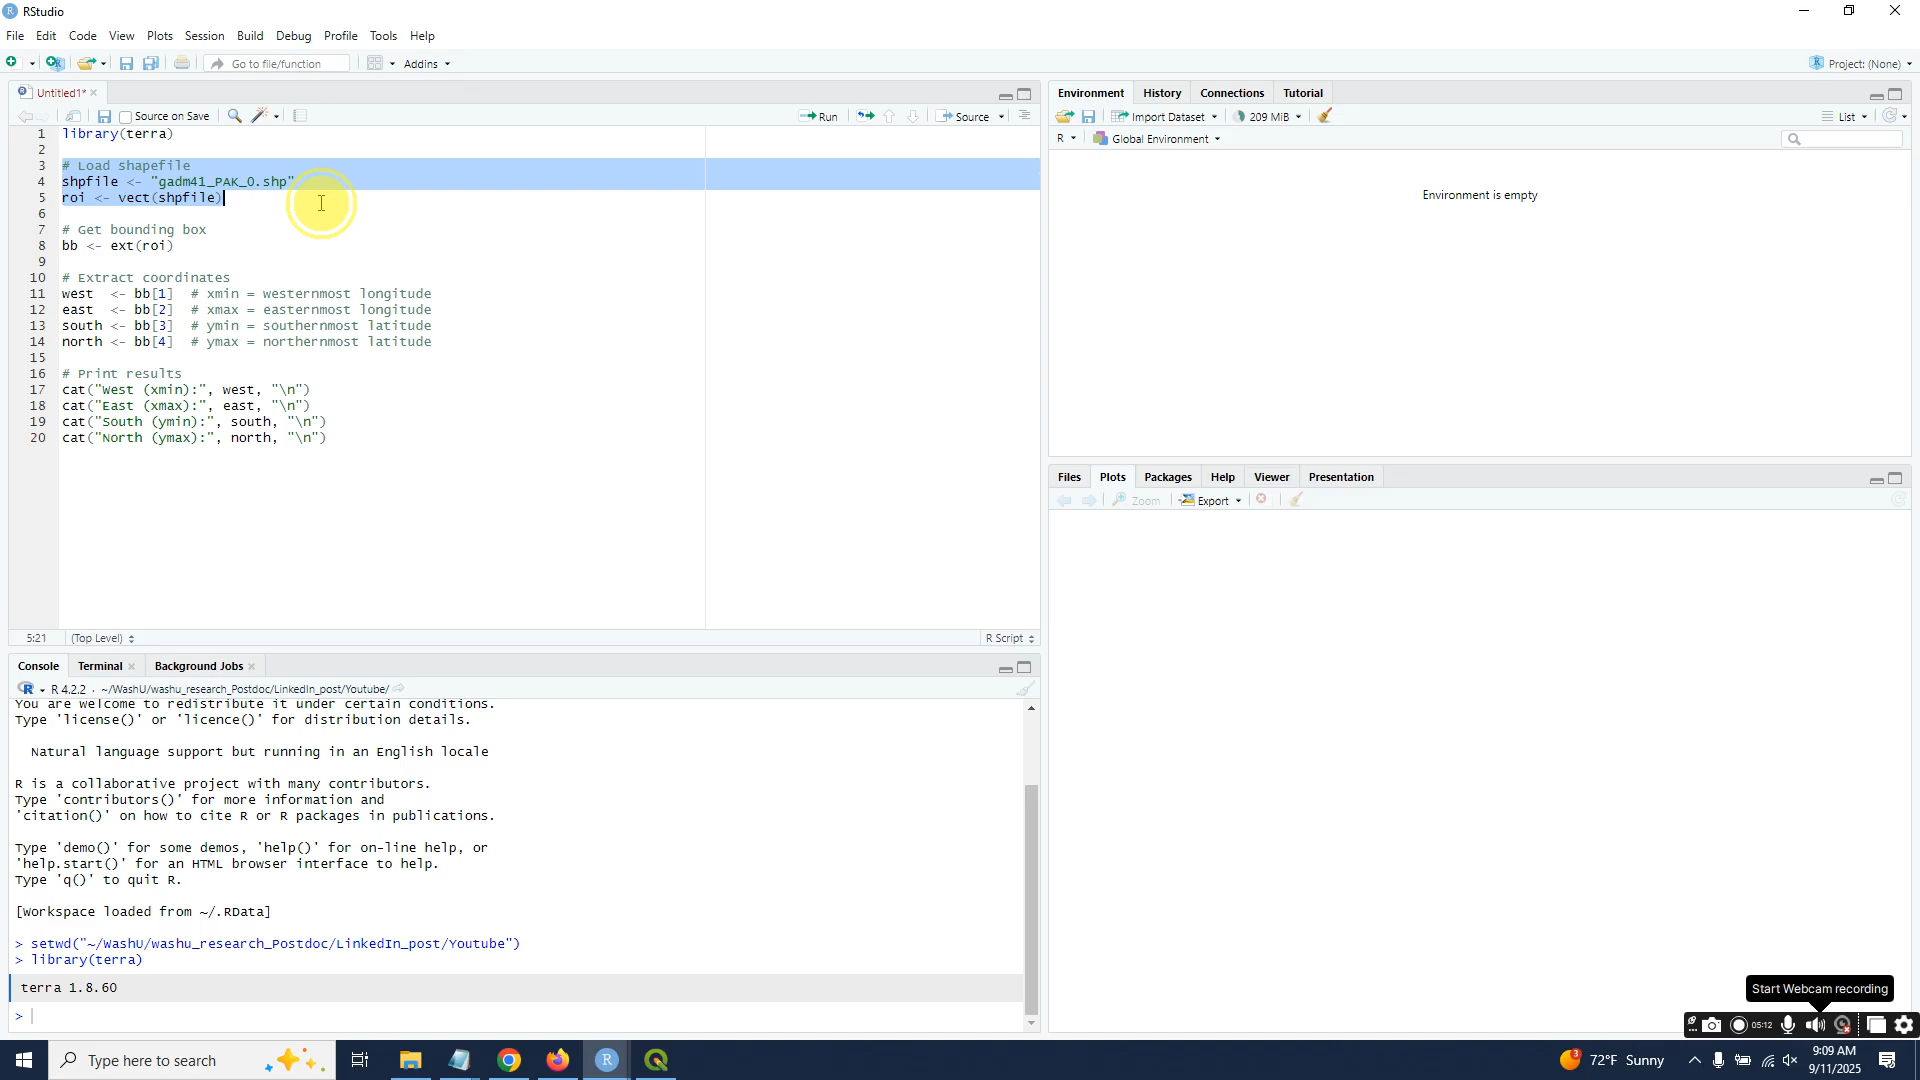 RStudio
File Edit Code View Plots Session Build Debug Profile Tools Help
Go to file/function Addins Project: (None)
Untitled1*
Source on Save Run Source
1 library(terra)
2
3 # Load shapefile
4 shpfile <- "gadm41_PAK_0.shp"
5 roi <- vect(shpfile)
6
7 # Get bounding box
8 bb <- ext(roi)
9
10 # Extract coordinates
11 west <- bb[1] # xmin = westernmost longitude
12 east <- bb[2] # xmax = easternmost longitude
13 south <- bb[3] # ymin = southernmost latitude
14 north <- bb[4] # ymax = northernmost latitude
15
16 # Print results
17 cat("West (xmin):", west, "\n")
18 cat("East (xmax):", east, "\n")
19 cat("South (ymin):", south, "\n")
20 cat("North (ymax):", north, "\n")
5:21 (Top Level) R Script
Console Terminal Background Jobs
R 4.2.2 · ~/WashU/washu_research_Postdoc/LinkedIn_post/Youtube/
You are welcome to redistribute it under certain conditions.
Type 'license()' or 'licence()' for distribution details.
Natural language support but running in an English locale
R is a collaborative project with many contributors.
Type 'contributors()' for more information and
'citation()' on how to cite R or R packages in publications.
Type 'demo()' for some demos, 'help()' for on-line help, or
'help.start()' for an HTML browser interface to help.
Type 'q()' to quit R.
[Workspace loaded from ~/.RData]
> setwd("~/WashU/washu_research_Postdoc/LinkedIn_post/Youtube")
> library(terra)
terra 1.8.60
>
Environment History Connections Tutorial
Import Dataset 209 MiB List
R Global Environment
Environment is empty
Files Plots Packages Help Viewer Presentation
Zoom Export
Start Webcam recording
05:12
Type here to search
3 72°F Sunny
9:09 AM
9/11/2025